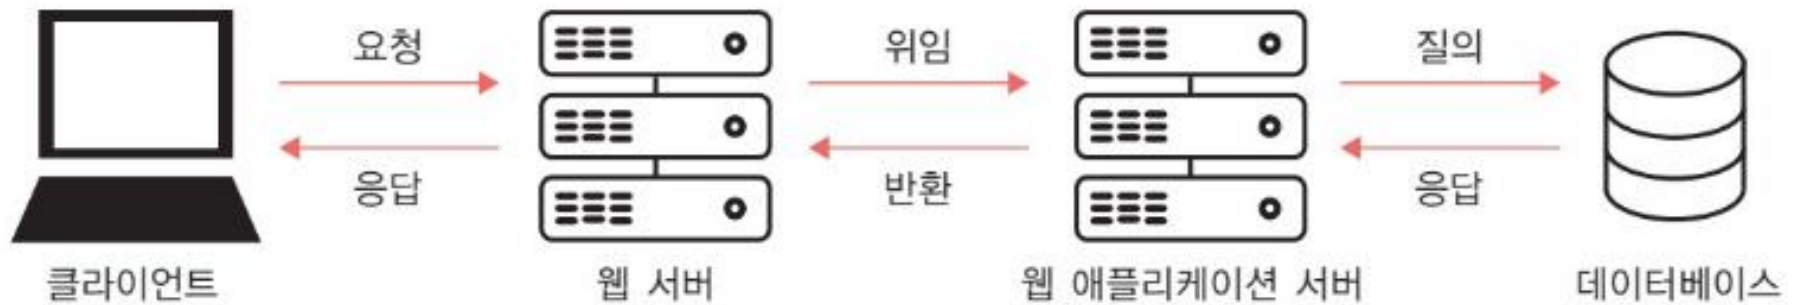 요청
위임
질의
응답
반환
응답
클라이언트
웹 서버
웹 애플리케이션 서버
데이터베이스